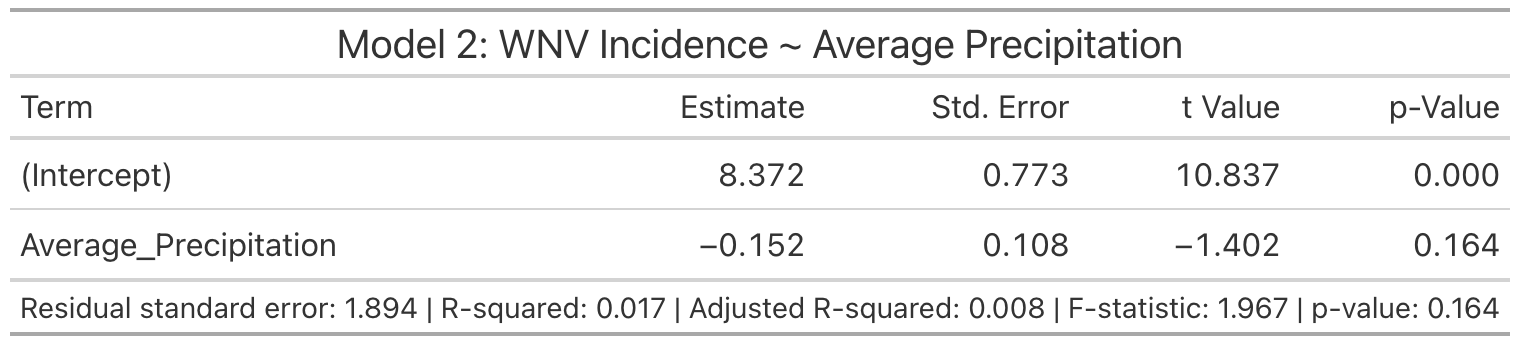 Model 2: WNV Incidence ~ Average Precipitation
Term Estimate Std. Error t Value p-Value
(Intercept) 8.372 0.773 10.837 0.000
Average_Precipitation −0.152 0.108 −1.402 0.164
Residual standard error: 1.894 | R-squared: 0.017 | Adjusted R-squared: 0.008 | F-statistic: 1.967 | p-value: 0.164